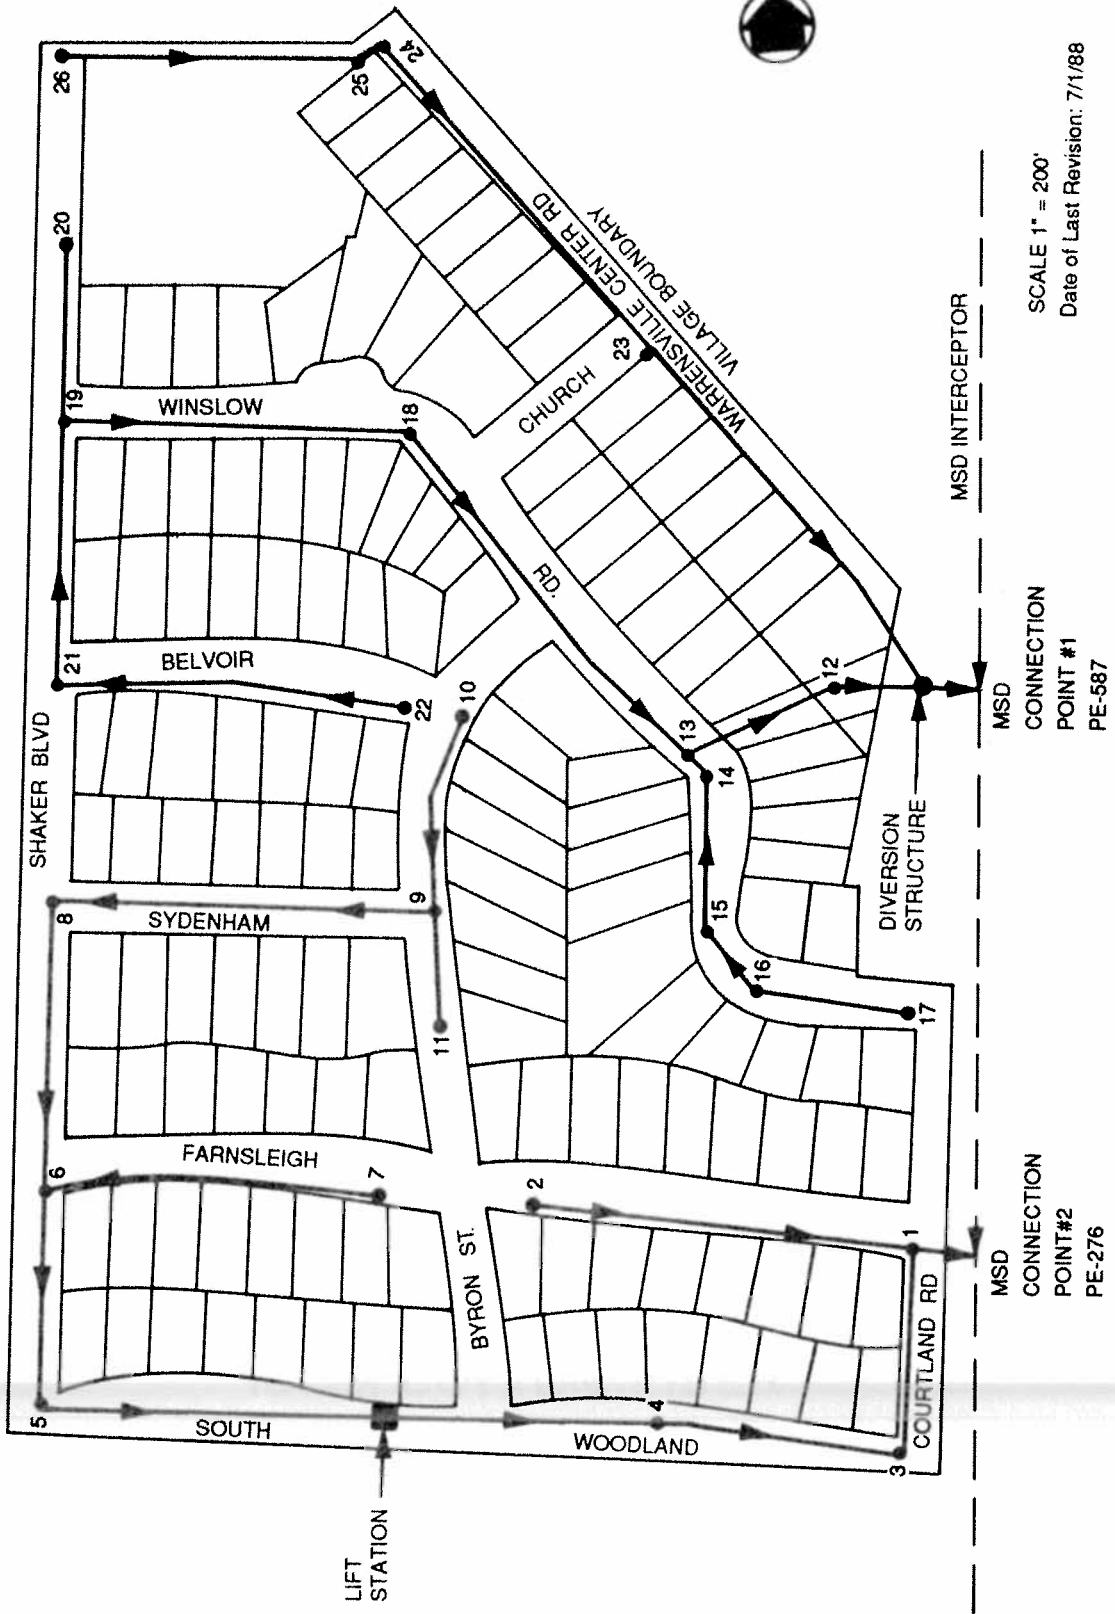 26
25
24
20
19
WINSLOW
18
WARRENSVILLE CENTER RD
VILLAGE BOUNDARY
CHURCH
23
RD.
SCALE 1" = 200'
Date of Last Revision: 7/1/88
MSD INTERCEPTOR
SHAKER BLVD
21
BELVOIR
22
10
13
14
12
MSD
CONNECTION
POINT #1
PE-587
8
SYDENHAM
9
11
15
16
17
DIVERSION
STRUCTURE
6
FARNSLEIGH
7
BYRON ST.
2
1
MSD
CONNECTION
POINT#2
PE-276
5
SOUTH
WOODLAND
4
3
COURTLAND RD
LIFT
STATION